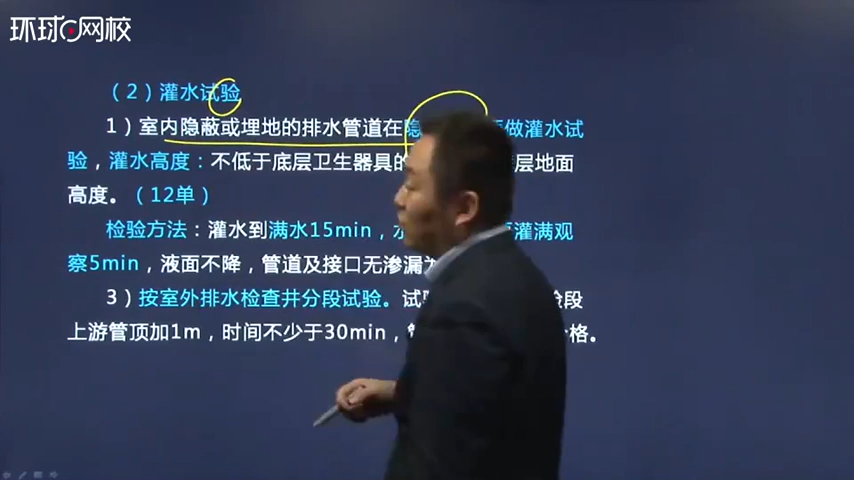 环球网校
（2）灌水试验
1）室内隐蔽或埋地的排水管道在隐 做灌水试
验，灌水高度：不低于底层卫生器具的 层地面
高度。（12单）
检验方法：灌水到满水15min，水 灌满观
察5min，液面不降，管道及接口无渗漏为
3）按室外排水检查井分段试验。试 段
上游管顶加1m，时间不少于30min， 格。